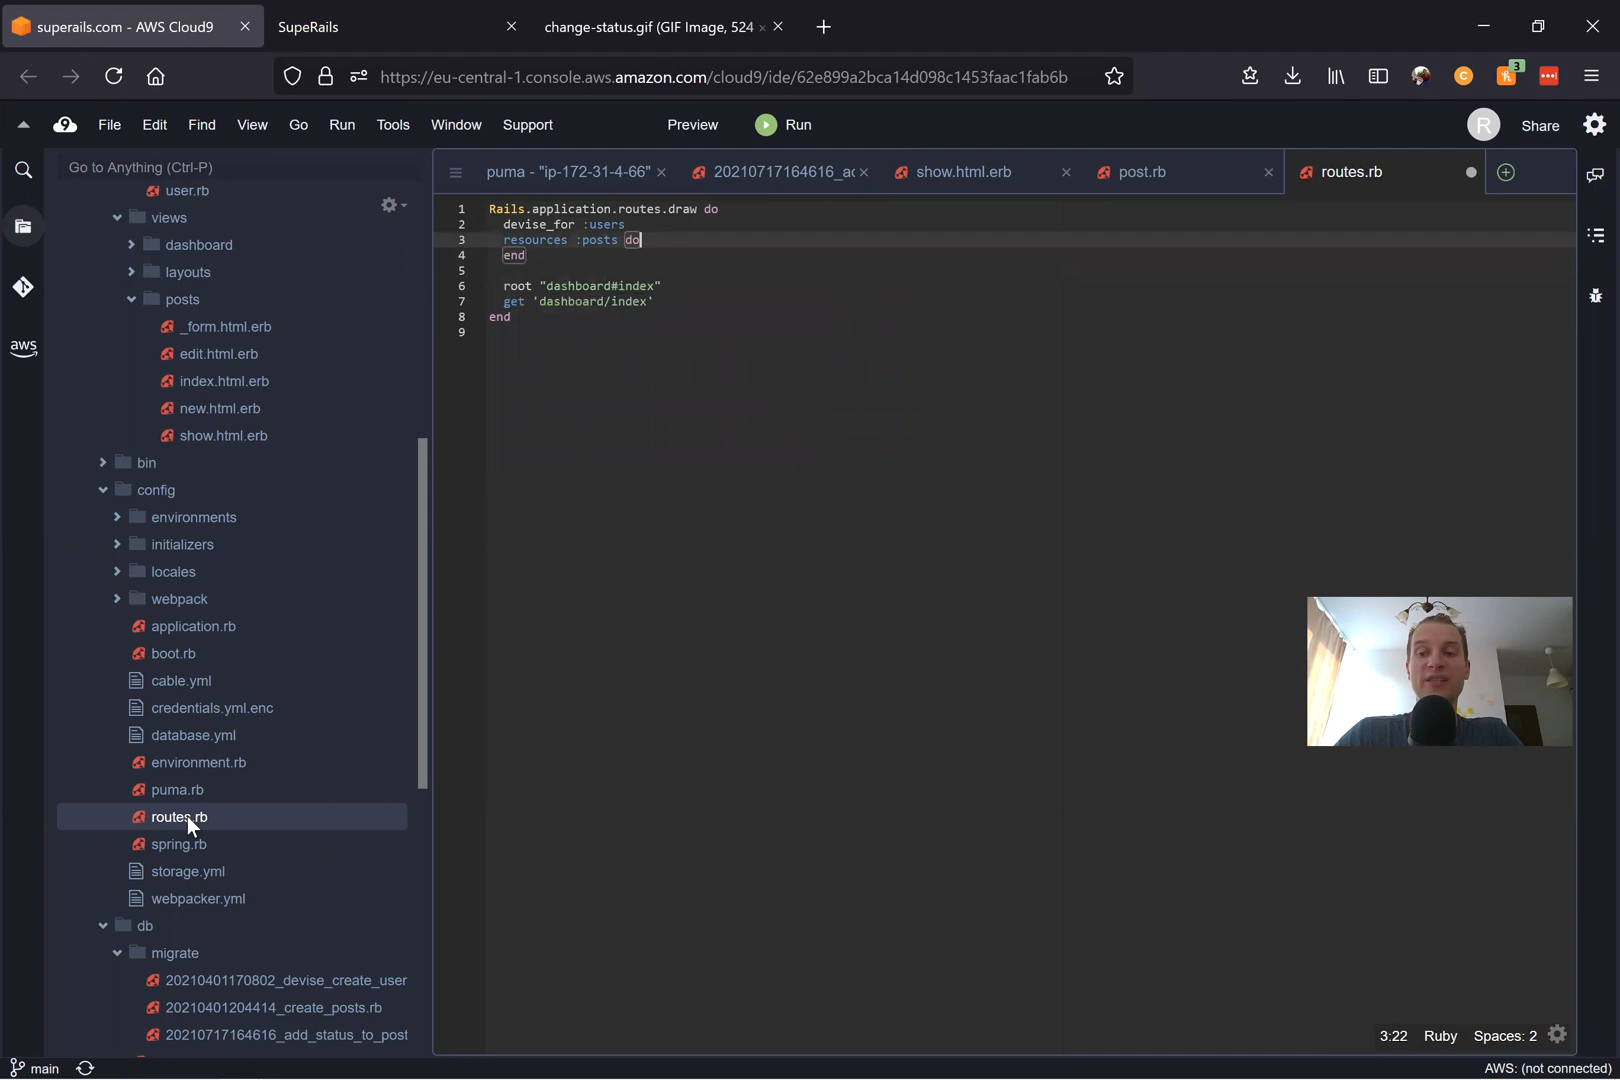 superails.com - AWS Cloud9
SupeRails
change-status.gif (GIF Image, 524
https://eu-central-1.console.aws.amazon.com/cloud9/ide/62e899a2bca14d098c1453faac1fab6b
C
3
9
File Edit Find View Go Run Tools Window Support Preview Run
R
Share
Go to Anything (Ctrl-P)
user.rb
views
dashboard
layouts
posts
_form.html.erb
edit.html.erb
index.html.erb
new.html.erb
show.html.erb
bin
config
environments
initializers
locales
webpack
application.rb
boot.rb
cable.yml
credentials.yml.enc
database.yml
environment.rb
puma.rb
routes.rb
spring.rb
storage.yml
webpacker.yml
db
migrate
20210401170802_devise_create_user
20210401204414_create_posts.rb
20210717164616_add_status_to_post
aws
puma - "ip-172-31-4-66"
20210717164616_ac
show.html.erb
post.rb
routes.rb
1 Rails.application.routes.draw do
2 devise_for :users
3 resources :posts do
4 end
5
6 root "dashboard#index"
7 get 'dashboard/index'
8 end
9
3:22 Ruby Spaces: 2
main
AWS: (not connected)